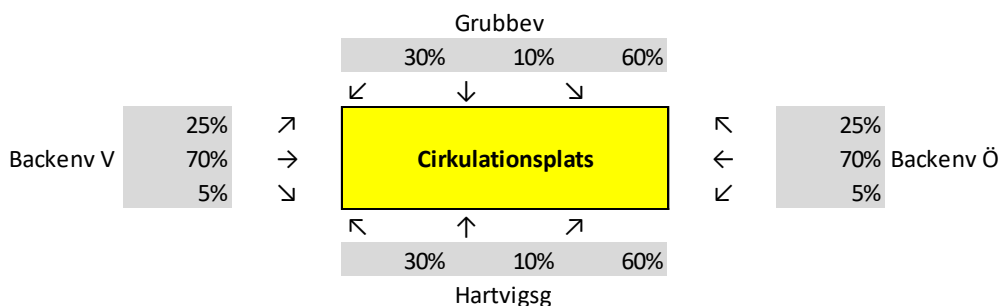 Grubbev
30% 10% 60%
↙ ↓ ↘
25% ↗ ↖ 25%
Backenv V 70% → Cirkulationsplats ← 70% Backenv Ö
5% ↘ ↙ 5%
↖ ↑ ↗
30% 10% 60%
Hartvigsg